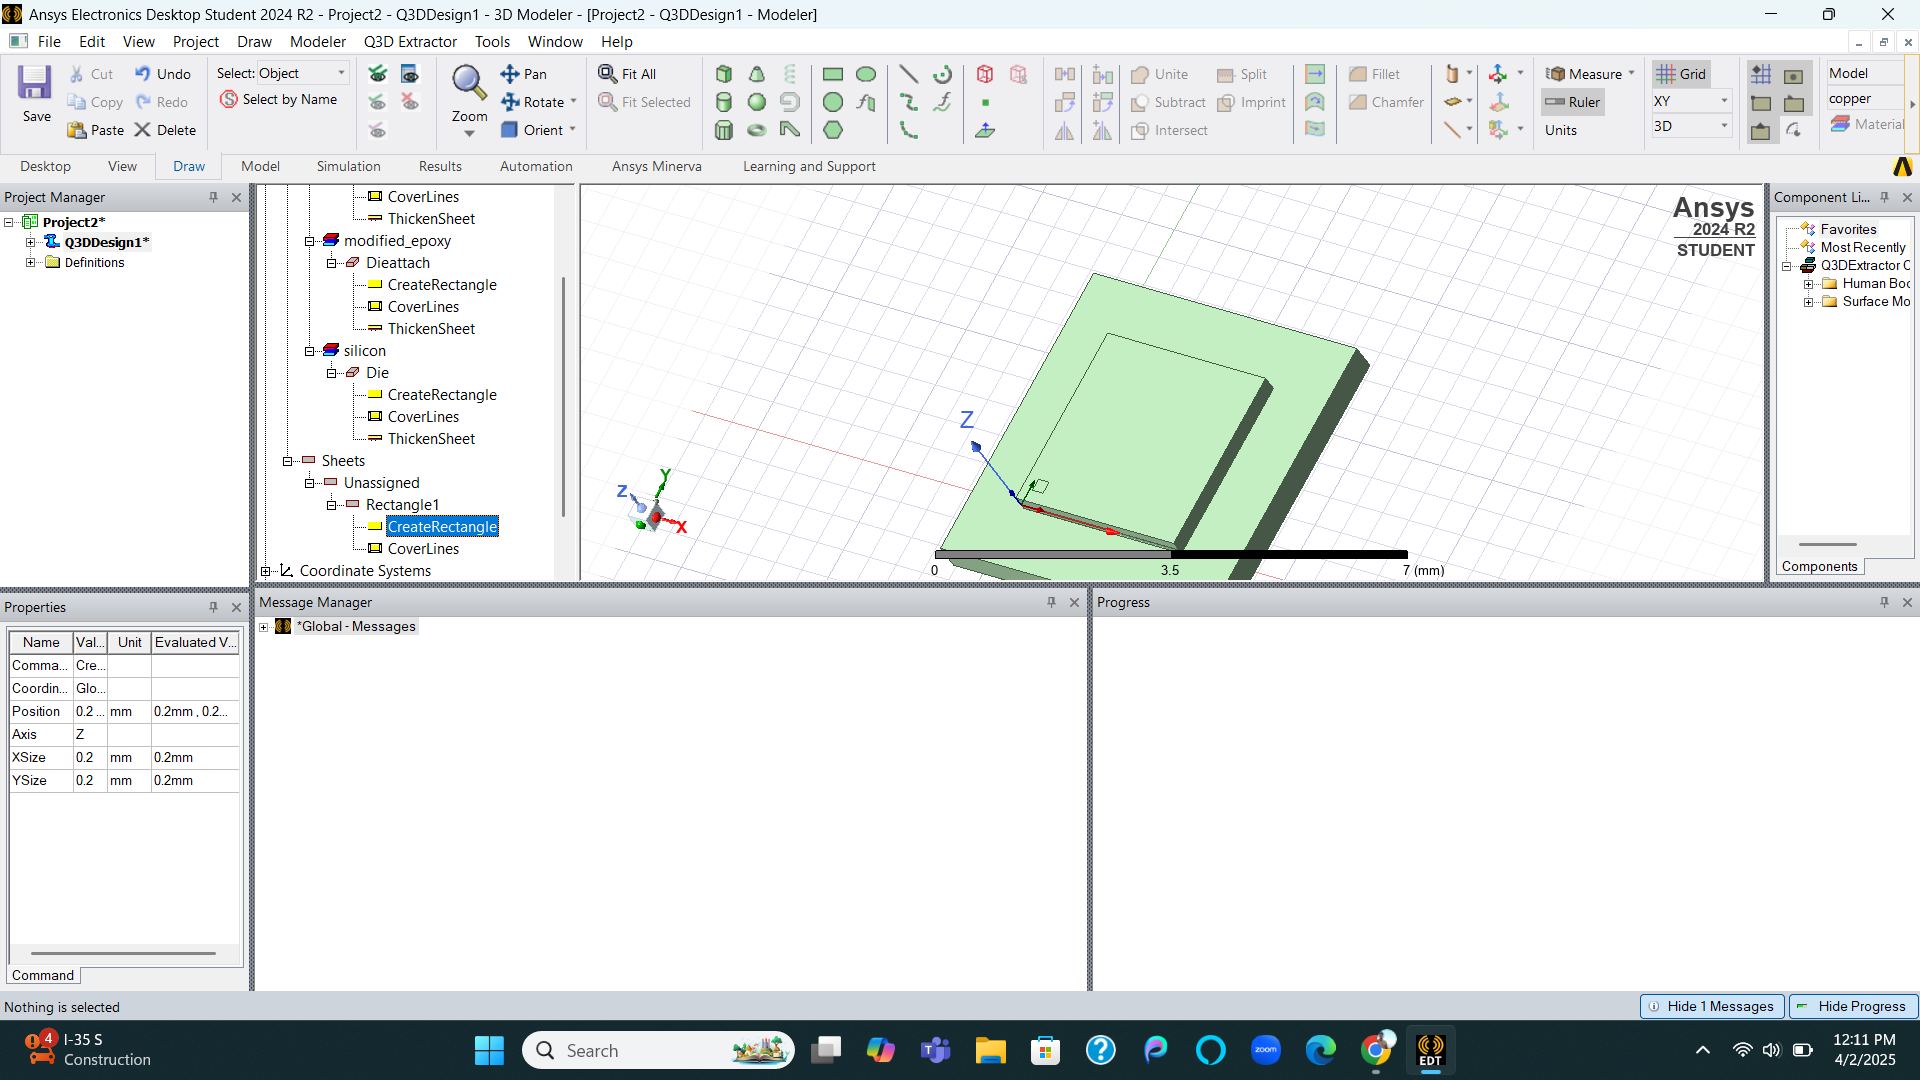 Ansys Electronics Desktop Student 2024 R2 - Project2 - Q3DDesign1 - 3D Modeler - [Project2 - Q3DDesign1 - Modeler]
File Edit View Project Draw Modeler Q3D Extractor Tools Window Help
Save
Cut
Copy
Paste
Undo
Redo
Delete
Select: Object
Select by Name
Zoom
Pan
Rotate
Orient
Fit All
Fit Selected
Unite
Subtract
Intersect
Split
Imprint
Fillet
Chamfer
Measure
Ruler
Units
Grid
XY
3D
Model
copper
Material
Desktop View Draw Model Simulation Results Automation Ansys Minerva Learning and Support
Project Manager
Project2*
Q3DDesign1*
Definitions
CoverLines
ThickenSheet
modified_epoxy
Dieattach
CreateRectangle
CoverLines
ThickenSheet
silicon
Die
CreateRectangle
CoverLines
ThickenSheet
Sheets
Unassigned
Rectangle1
CreateRectangle
CoverLines
Coordinate Systems
Ansys
2024 R2
STUDENT
Z
Y
Z
X
0 3.5 7 (mm)
Component Li...
Favorites
Most Recently
Q3DExtractor C
Human Boo
Surface Mo
Components
Properties
Name Val... Unit Evaluated V...
Comma... Cre...
Coordin... Glo...
Position 0.2 ... mm 0.2mm , 0.2...
Axis Z
XSize 0.2 mm 0.2mm
YSize 0.2 mm 0.2mm
Command
Message Manager
*Global - Messages
Progress
Nothing is selected
Hide 1 Messages
Hide Progress
4
I-35 S
Construction
Search
zoom
EDT
12:11 PM
4/2/2025